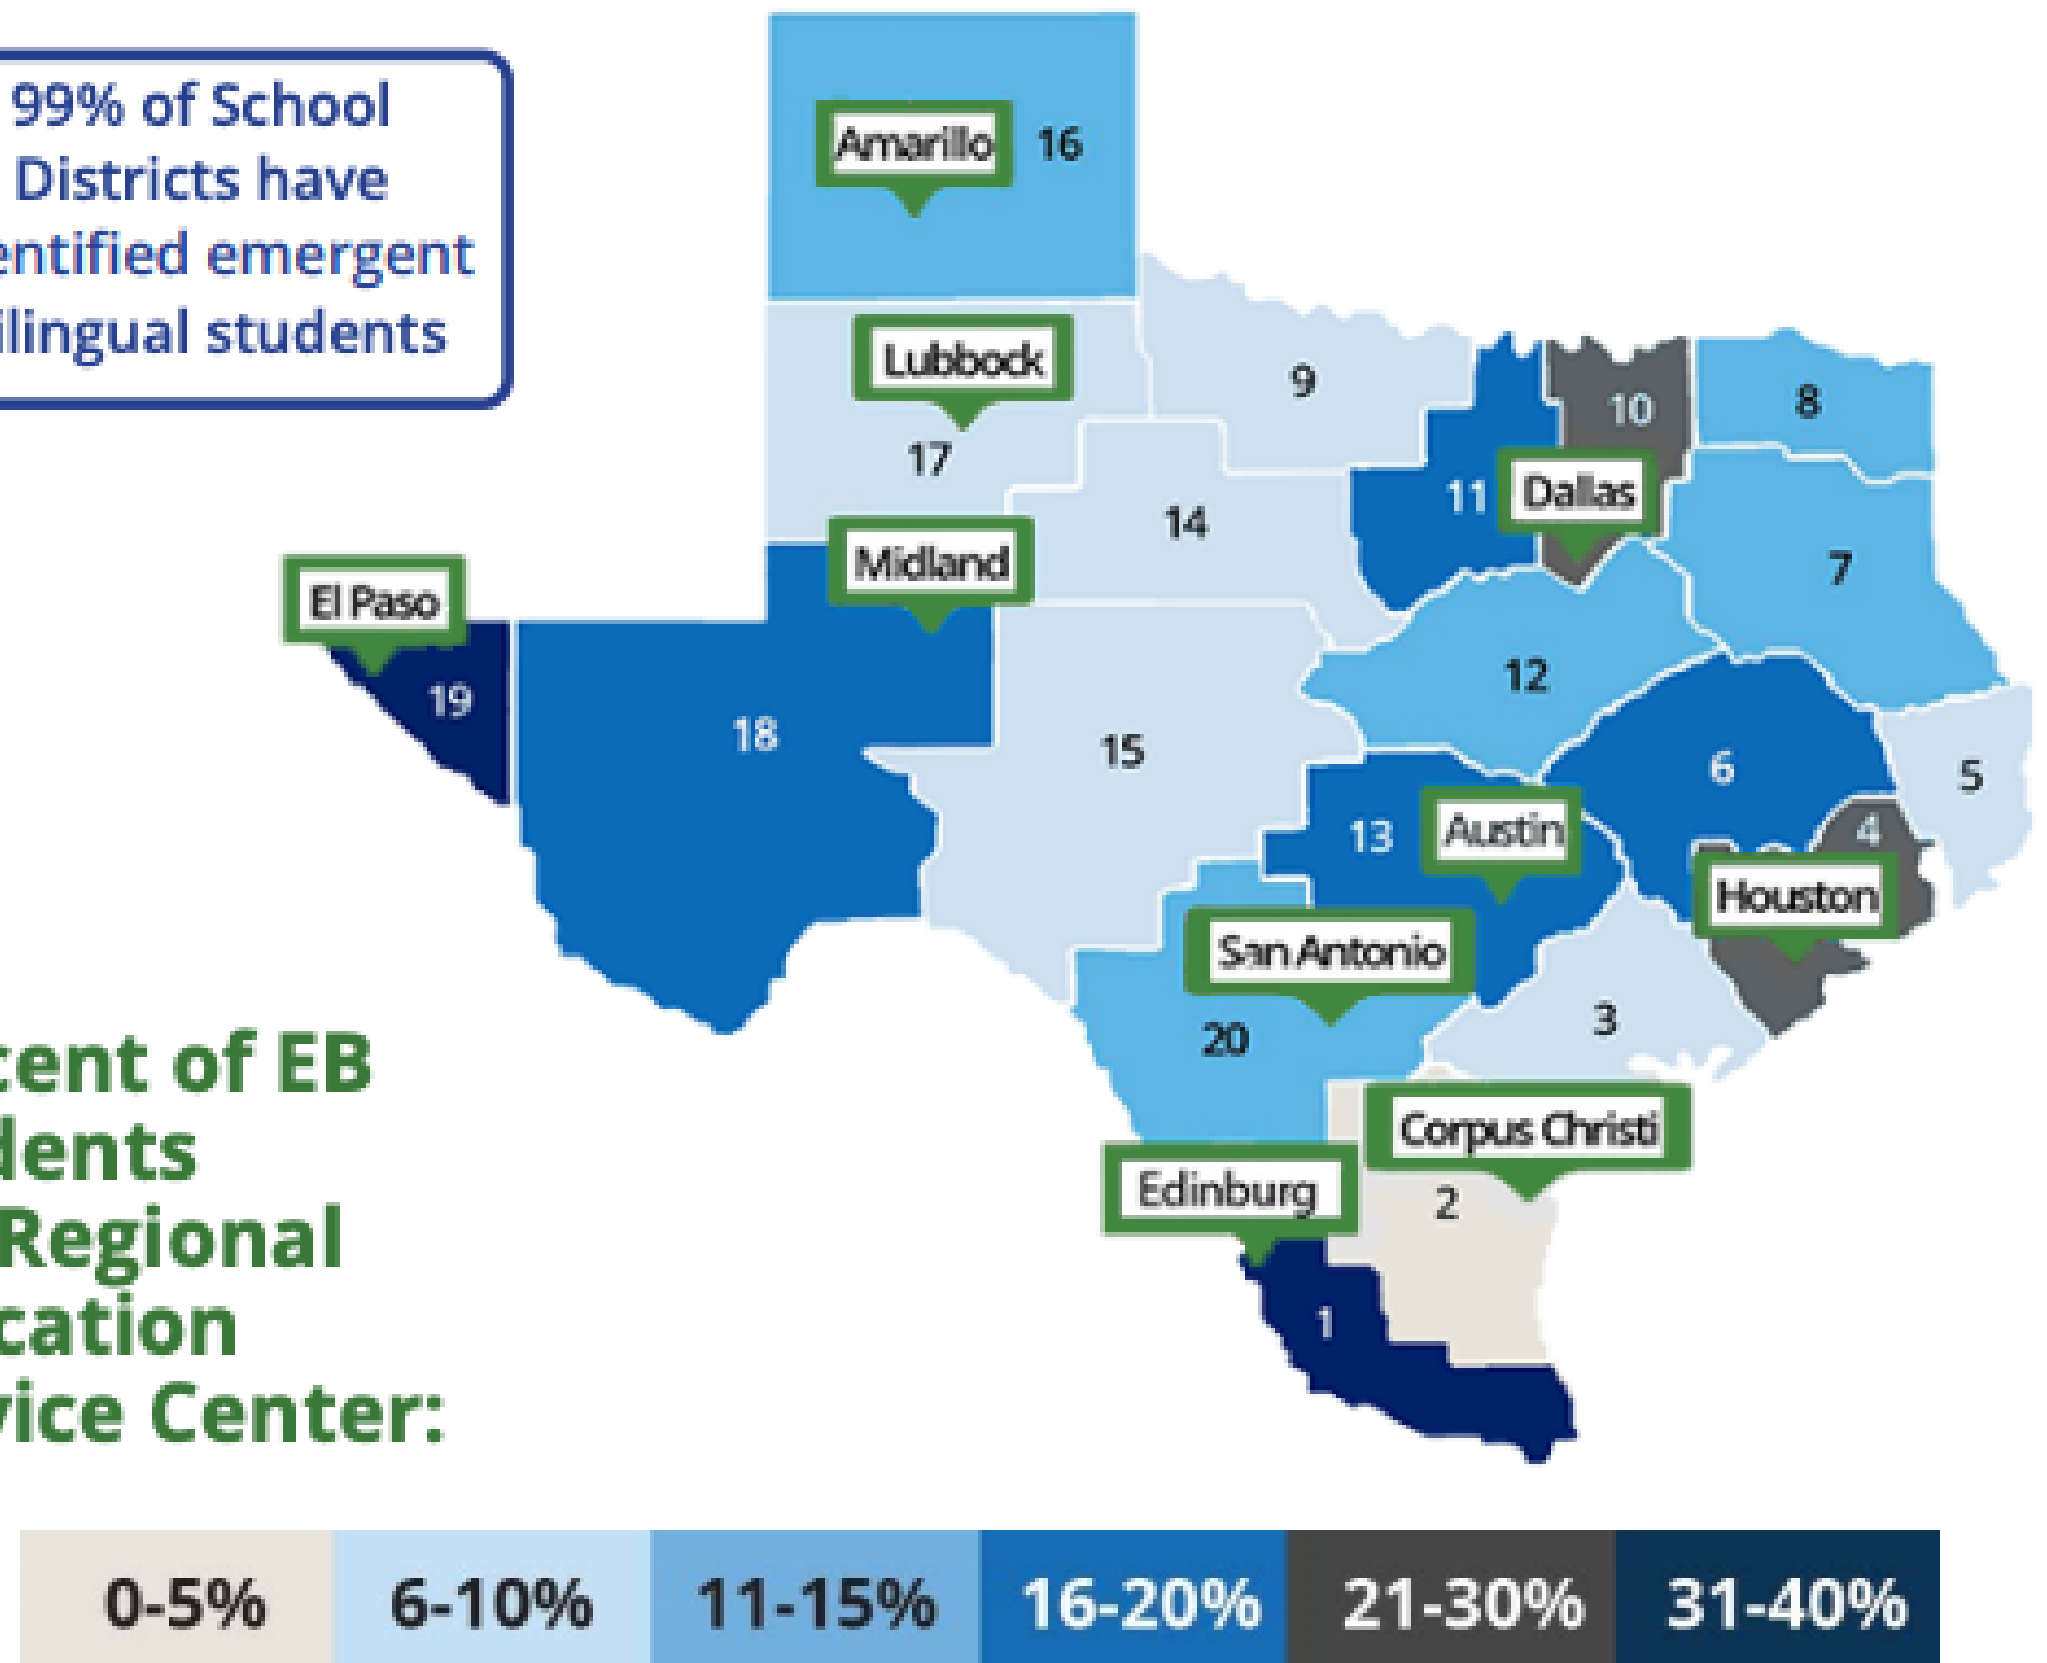 99% of School
Districts have
entified emergent
ilingual students
Amarillo
16
Lubbock
17
9
10
8
11
Dallas
14
7
Midland
El Paso
19
18
15
12
6
5
4
13
Austin
Houston
San Antonio
20
3
Corpus Christi
Edinburg
2
1
cent of EB
dents
Regional
cation
vice Center:
0-5%
6-10%
11-15%
16-20%
21-30%
31-40%